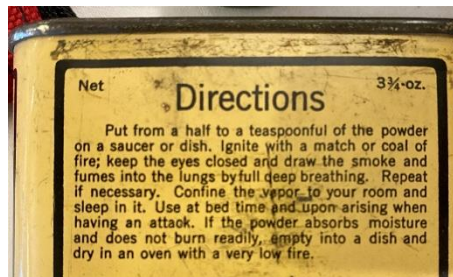 Net 3¾-oz.
Directions
Put from a half to a teaspoonful of the powder
on a saucer or dish. Ignite with a match or coal of
fire; keep the eyes closed and draw the smoke and
fumes into the lungs by full deep breathing. Repeat
if necessary. Confine the vapor to your room and
sleep in it. Use at bed time and upon arising when
having an attack. If the powder absorbs moisture
and does not burn readily, empty into a dish and
dry in an oven with a very low fire.